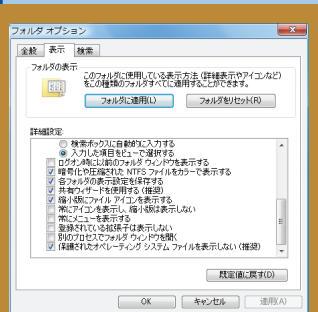 フォルダ オプション
全般 表示 検索
フォルダの表示
このフォルダに使用している表示方法 (詳細表示やアイコンなど)
をこの種類のフォルダすべてに適用することができます。
フォルダに適用(L) フォルダをリセット(R)
詳細設定:
検索ボックスに自動的に入力する
入力した項目をビューで選択する
ログオン時に以前のフォルダ ウィンドウを表示する
暗号化や圧縮された NTFS ファイルをカラーで表示する
各フォルダの表示設定を保存する
共有ウィザードを使用する (推奨)
縮小版にファイル アイコンを表示する
常にアイコンを表示し、縮小版は表示しない
常にメニューを表示する
登録されている拡張子は表示しない
別のプロセスでフォルダ ウィンドウを開く
保護されたオペレーティング システム ファイルを表示しない (推奨)
既定値に戻す(D)
OK キャンセル 適用(A)